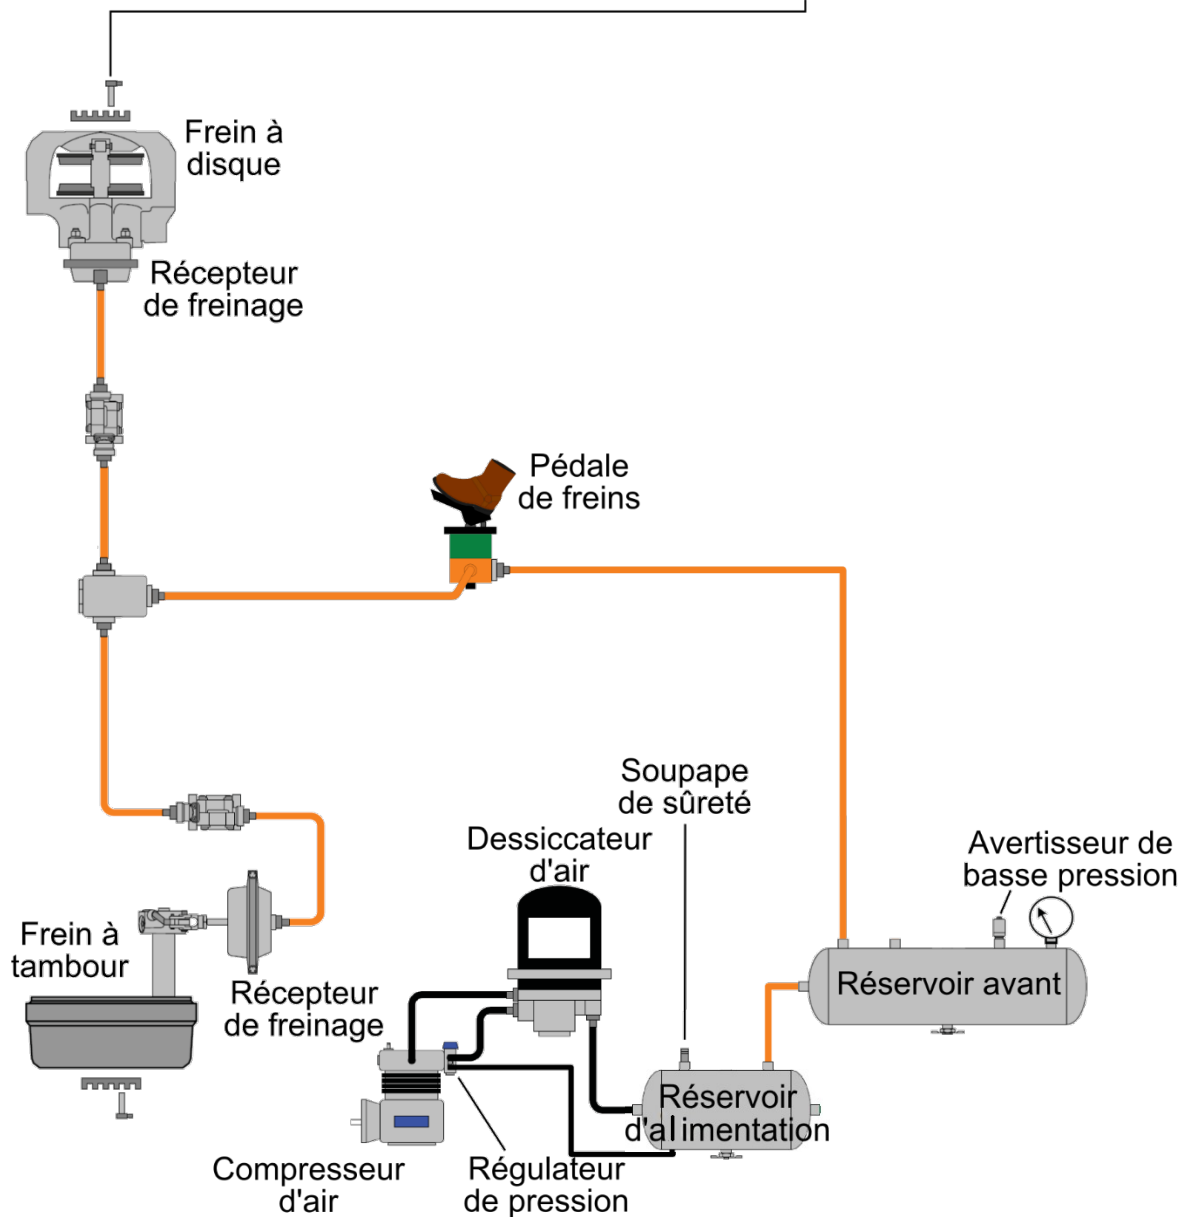 Frein à
disque
Récepteur
de freinage
Pédale
de freins
Soupape
de sûreté
Dessiccateur
d'air
Avertisseur de
basse pression
Frein à
tambour
Réservoir avant
Récepteur
de freinage
Réservoir
d'alimentation
Compresseur
d'air
Régulateur
de pression